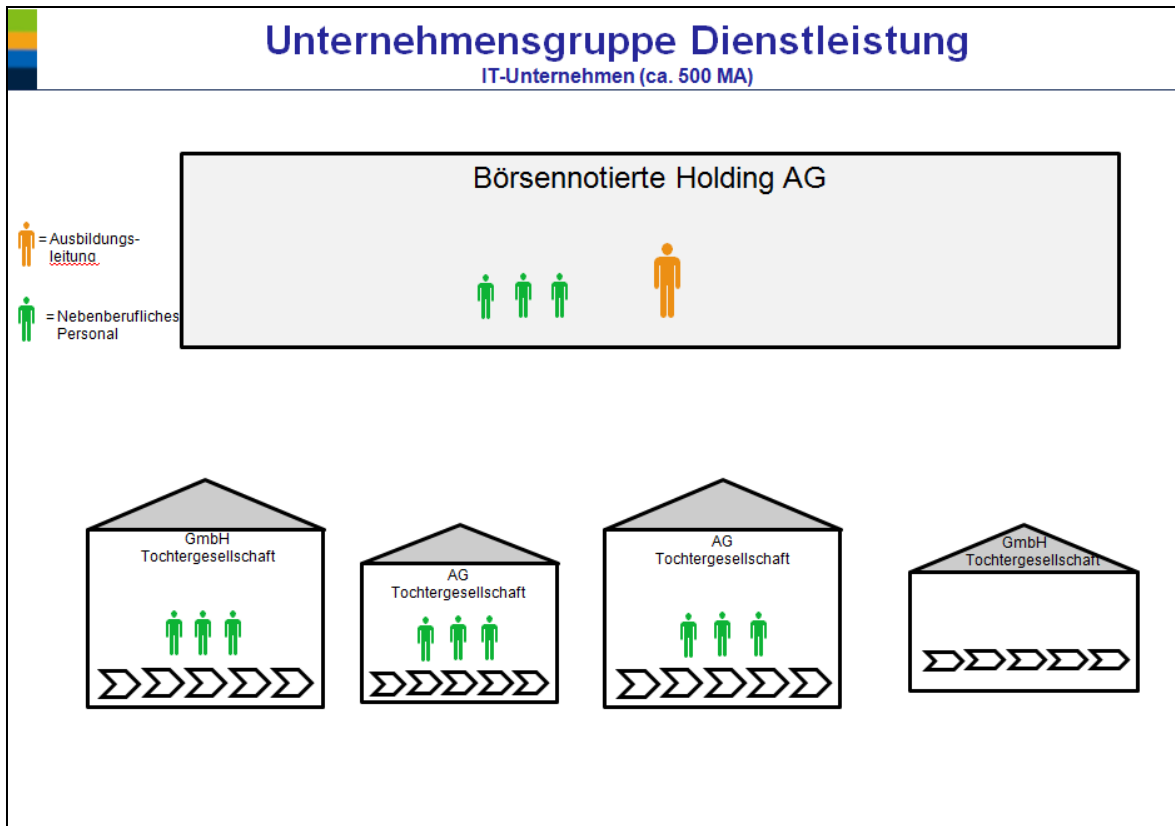 Unternehmensgruppe Dienstleistung
IT-Unternehmen (ca. 500 MA)
Börsennotierte Holding AG
= Ausbildungs-
leitung
= Nebenberufliches
Personal
GmbH
Tochtergesellschaft
AG
Tochtergesellschaft
AG
Tochtergesellschaft
GmbH
Tochtergesellschaft